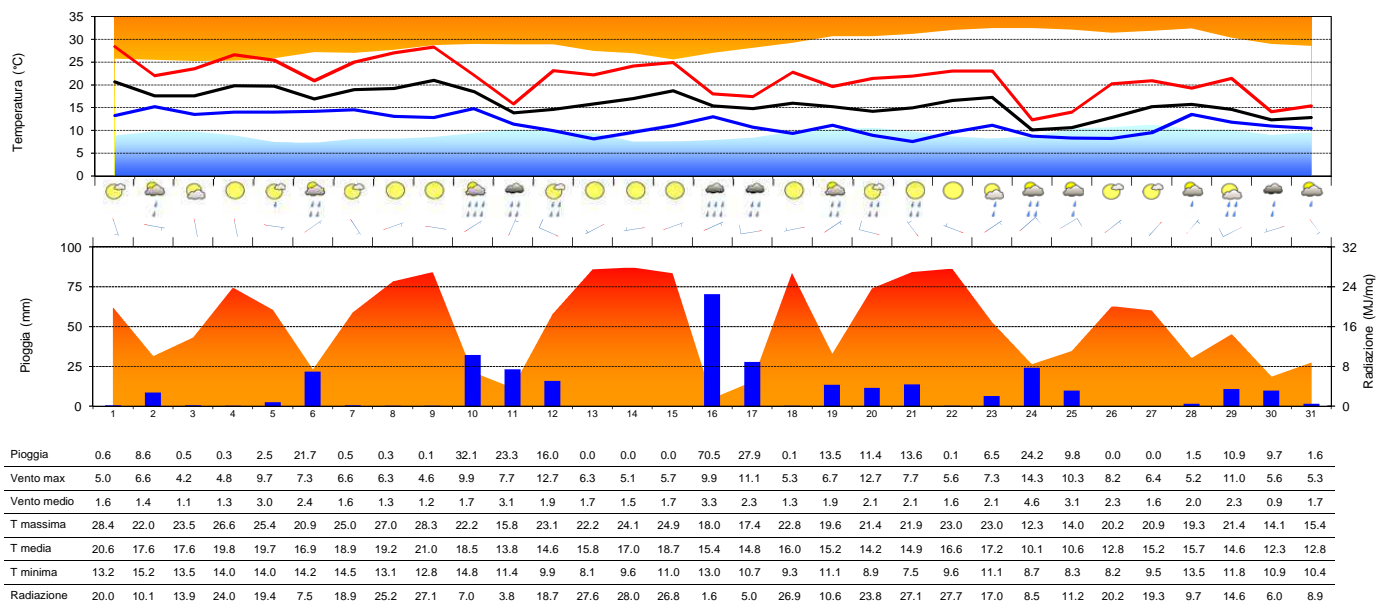 35
30
25
20
15
10
5
0
Temperatura (°C)
100
75
50
25
0
Pioggia (mm)
32
24
16
8
0
Radiazione (MJ/mq)
1 2 3 4 5 6 7 8 9 10 11 12 13 14 15 16 17 18 19 20 21 22 23 24 25 26 27 28 29 30 31
Pioggia 0.6 8.6 0.5 0.3 2.5 21.7 0.5 0.3 0.1 32.1 23.3 16.0 0.0 0.0 0.0 70.5 27.9 0.1 13.5 11.4 13.6 0.1 6.5 24.2 9.8 0.0 0.0 1.5 10.9 9.7 1.6
Vento max 5.0 6.6 4.2 4.8 9.7 7.3 6.6 6.3 4.6 9.9 7.7 12.7 6.3 5.1 5.7 9.9 11.1 5.3 6.7 12.7 7.7 5.6 7.3 14.3 10.3 8.2 6.4 5.2 11.0 5.6 5.3
Vento medio 1.6 1.4 1.1 1.3 3.0 2.4 1.6 1.3 1.2 1.7 3.1 1.9 1.7 1.5 1.7 3.3 2.3 1.3 1.9 2.1 2.1 1.6 2.1 4.6 3.1 2.3 1.6 2.0 2.3 0.9 1.7
T massima 28.4 22.0 23.5 26.6 25.4 20.9 25.0 27.0 28.3 22.2 15.8 23.1 22.2 24.1 24.9 18.0 17.4 22.8 19.6 21.4 21.9 23.0 23.0 12.3 14.0 20.2 20.9 19.3 21.4 14.1 15.4
T media 20.6 17.6 17.6 19.8 19.7 16.9 18.9 19.2 21.0 18.5 13.8 14.6 15.8 17.0 18.7 15.4 14.8 16.0 15.2 14.2 14.9 16.6 17.2 10.1 10.6 12.8 15.2 15.7 14.6 12.3 12.8
T minima 13.2 15.2 13.5 14.0 14.0 14.2 14.5 13.1 12.8 14.8 11.4 9.9 8.1 9.6 11.0 13.0 10.7 9.3 11.1 8.9 7.5 9.6 11.1 8.7 8.3 8.2 9.5 13.5 11.8 10.9 10.4
Radiazione 20.0 10.1 13.9 24.0 19.4 7.5 18.9 25.2 27.1 7.0 3.8 18.7 27.6 28.0 26.8 1.6 5.0 26.9 10.6 23.8 27.1 27.7 17.0 8.5 11.2 20.2 19.3 9.7 14.6 6.0 8.9